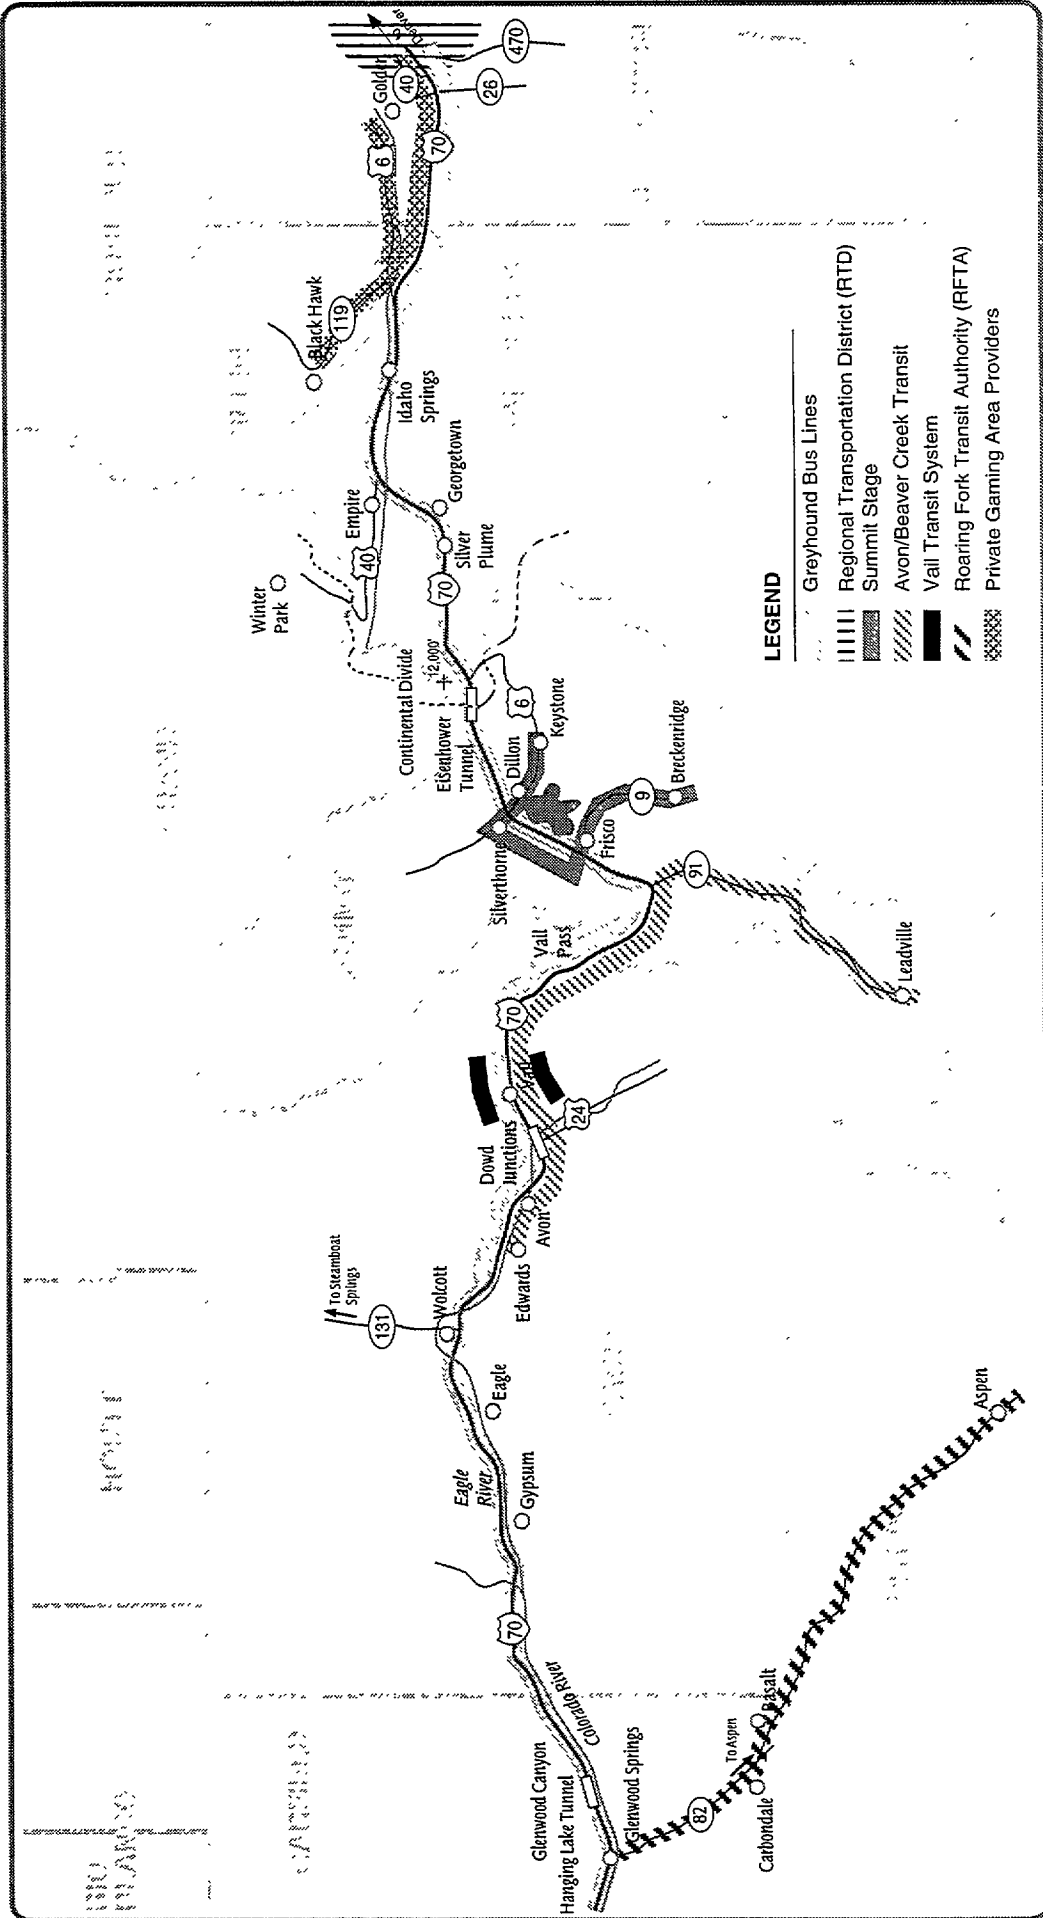 To Denver
Golden
40
470
26
6
70
Black Hawk
119
Idaho
Springs
Empire
40
Georgetown
Silver
Plume
70
Winter
Park
Continental Divide
12,000'
Eisenhower
Tunnel
6
Keystone
Dillon
Silverthorne
Frisco
9
Breckenridge
91
Leadville
Vail
Pass
70
Vail
Dowd
Junctions
24
Avon
Edwards
To Steamboat
Springs
131
Wolcott
Eagle
Eagle
River
Gypsum
70
Colorado River
Glenwood Canyon
Hanging Lake Tunnel
Glenwood Springs
82
To Aspen
Carbondale
Basalt
Aspen
LEGEND
Greyhound Bus Lines
Regional Transportation District (RTD)
Summit Stage
Avon/Beaver Creek Transit
Vail Transit System
Roaring Fork Transit Authority (RFTA)
Private Gaming Area Providers